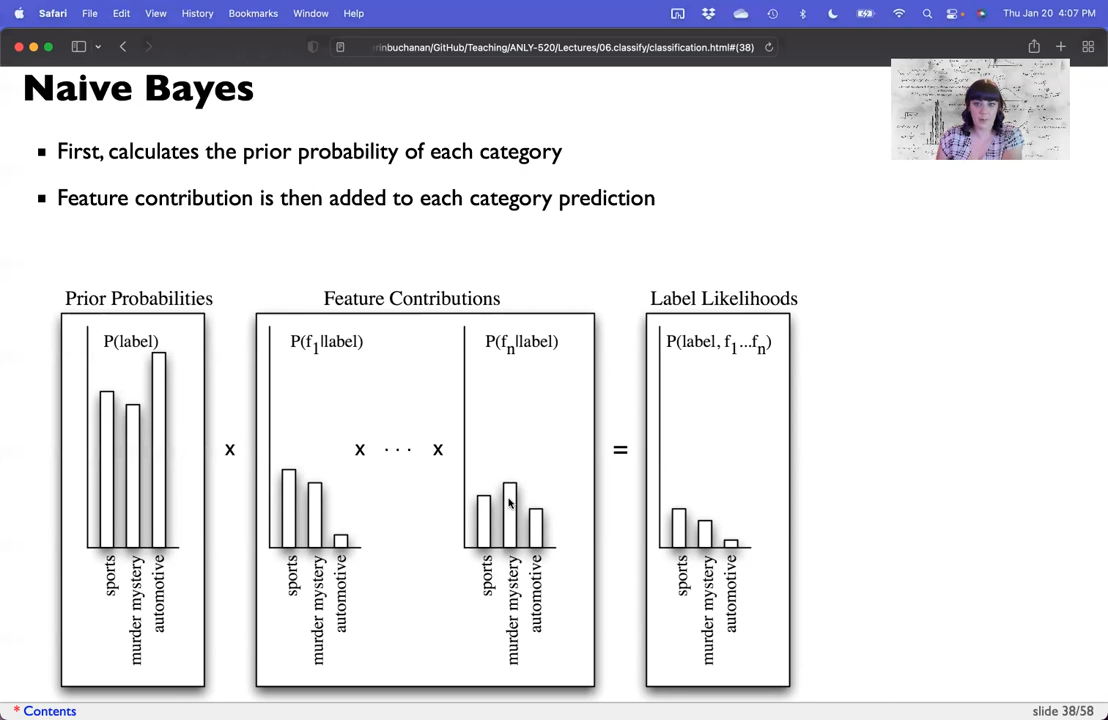 Safari File Edit View History Bookmarks Window Help Thu Jan 20 4:07 PM
rinbuchanan/GitHub/Teaching/ANLY-520/Lectures/06.classify/classification.html#(38)
Naive Bayes
First, calculates the prior probability of each category
Feature contribution is then added to each category prediction
Prior Probabilities Feature Contributions Label Likelihoods
P(label) P(f1|label) P(fn|label) P(label, f1...fn)
x x · · · x =
sports murder mystery automotive
sports murder mystery automotive
sports murder mystery automotive
sports murder mystery automotive
* Contents slide 38/58